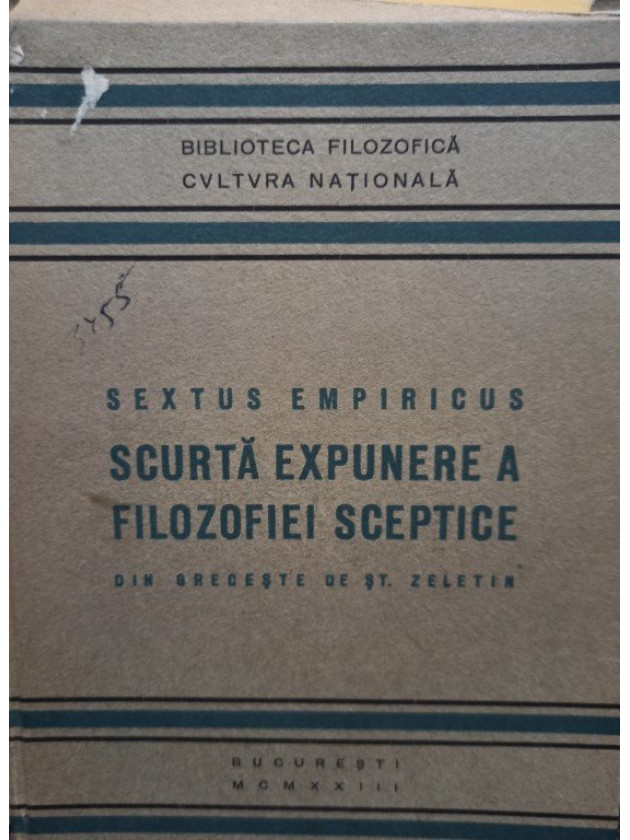 BIBLIOTECA FILOZOFICĂ
CVLTVRA NAȚIONALĂ
SEXTUS EMPIRICUS
SCURTĂ EXPUNERE A
FILOZOFIEI SCEPTICE
DIN GRECEȘTE DE ȘT. ZELETIN
BUCUREȘTI
MCMXXIII